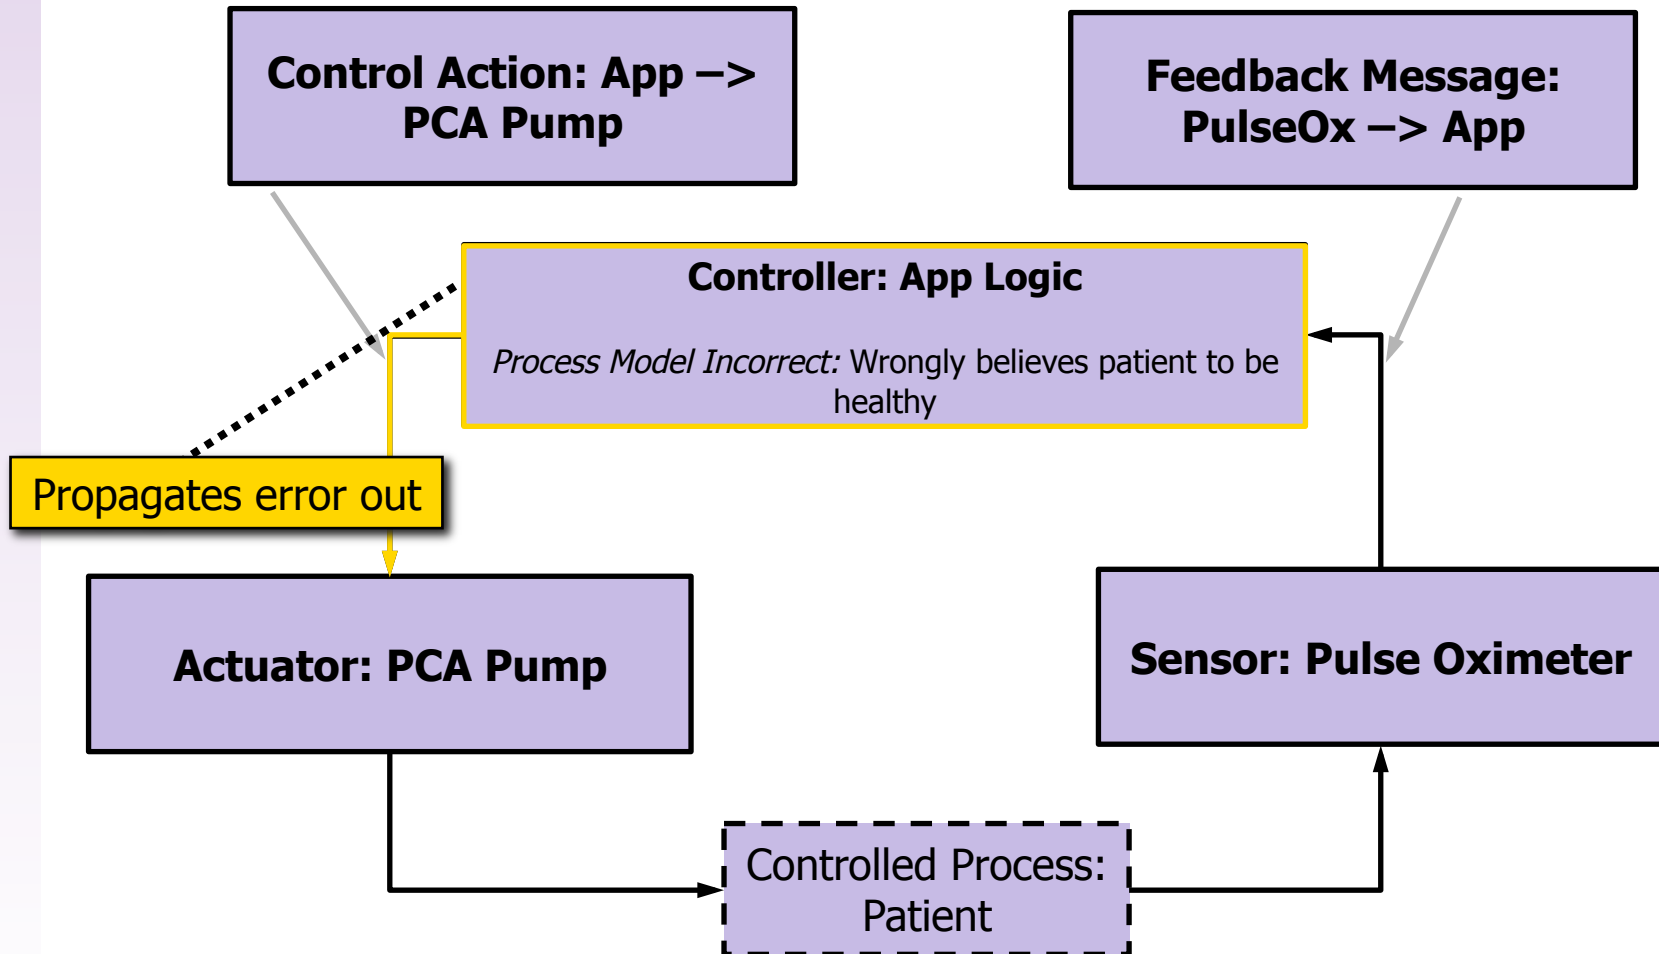 Control Action: App –>
PCA Pump
Feedback Message:
PulseOx –> App
Controller: App Logic
Process Model Incorrect: Wrongly believes patient to be
healthy
Propagates error out
Actuator: PCA Pump
Sensor: Pulse Oximeter
Controlled Process:
Patient